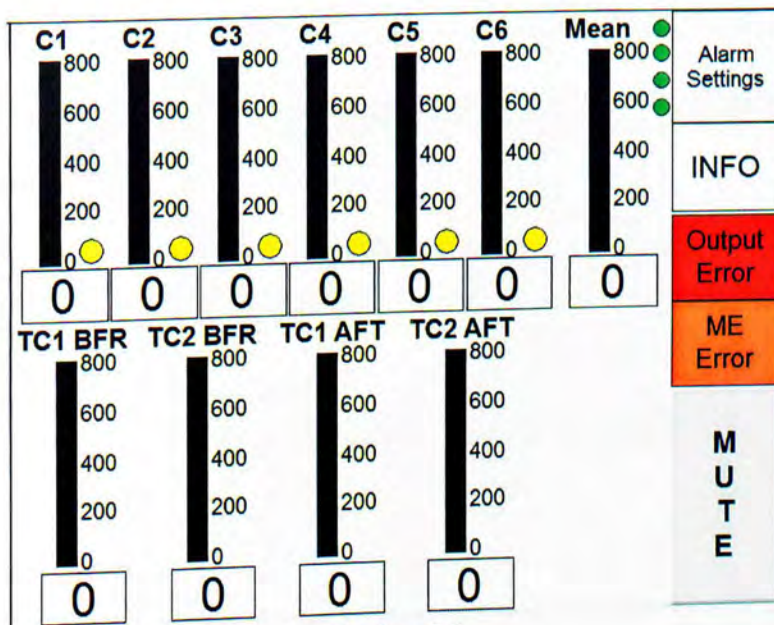 C1 C2 C3 C4 C5 C6 Mean
800 800 800 800 800 800 800
600 600 600 600 600 600 600
400 400 400 400 400 400 400
200 200 200 200 200 200 200
0 0 0 0 0 0 0
0 0 0 0 0 0 0
TC1 BFR TC2 BFR TC1 AFT TC2 AFT
800 800 800 800
600 600 600 600
400 400 400 400
200 200 200 200
0 0 0 0
0 0 0 0
Alarm
Settings
INFO
Output
Error
ME
Error
M
U
T
E